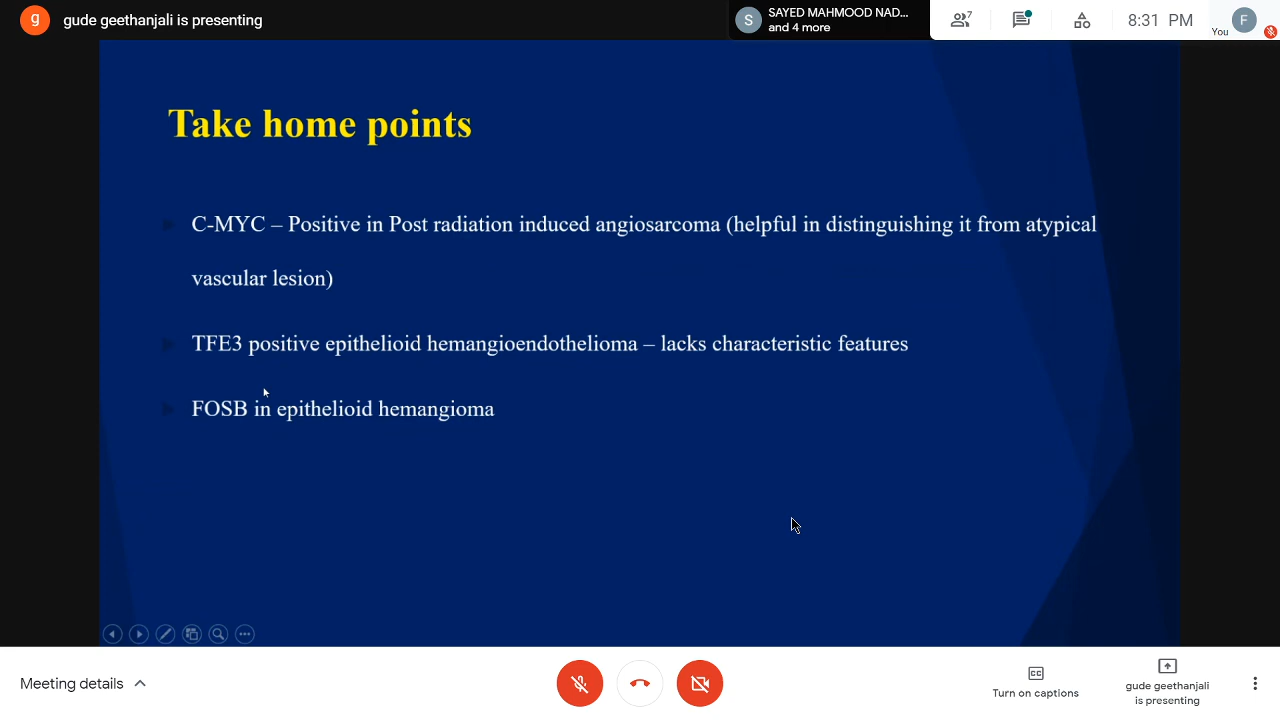 g
gude geethanjali is presenting
S
SAYED MAHMOOD NAD...
and 4 more
7
8:31 PM
You
F
Take home points
C-MYC – Positive in Post radiation induced angiosarcoma (helpful in distinguishing it from atypical
vascular lesion)
TFE3 positive epithelioid hemangioendothelioma – lacks characteristic features
FOSB in epithelioid hemangioma
Meeting details
CC
Turn on captions
gude geethanjali
is presenting